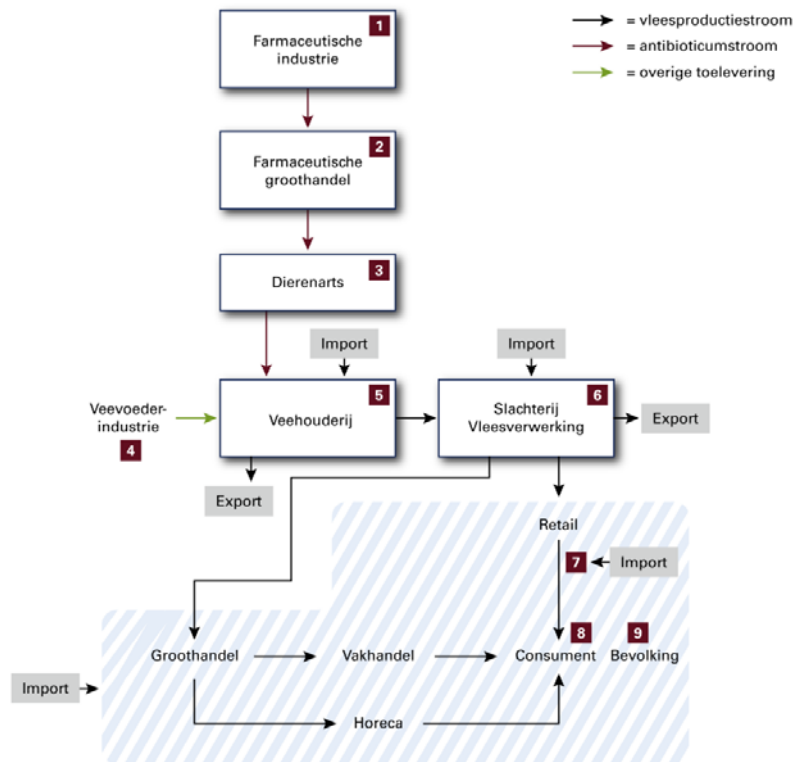 1
Farmaceutische
industrie
= vleesproductiestroom
= antibioticumstroom
= overige toelevering
2
Farmaceutische
groothandel
3
Dierenarts
Import
Import
5
Veehouderij
6
Slachterij
Vleesverwerking
Export
Veevoeder-
industrie
4
Export
Retail
7
Import
8
9
Groothandel
Vakhandel
Consument
Bevolking
Import
Horeca